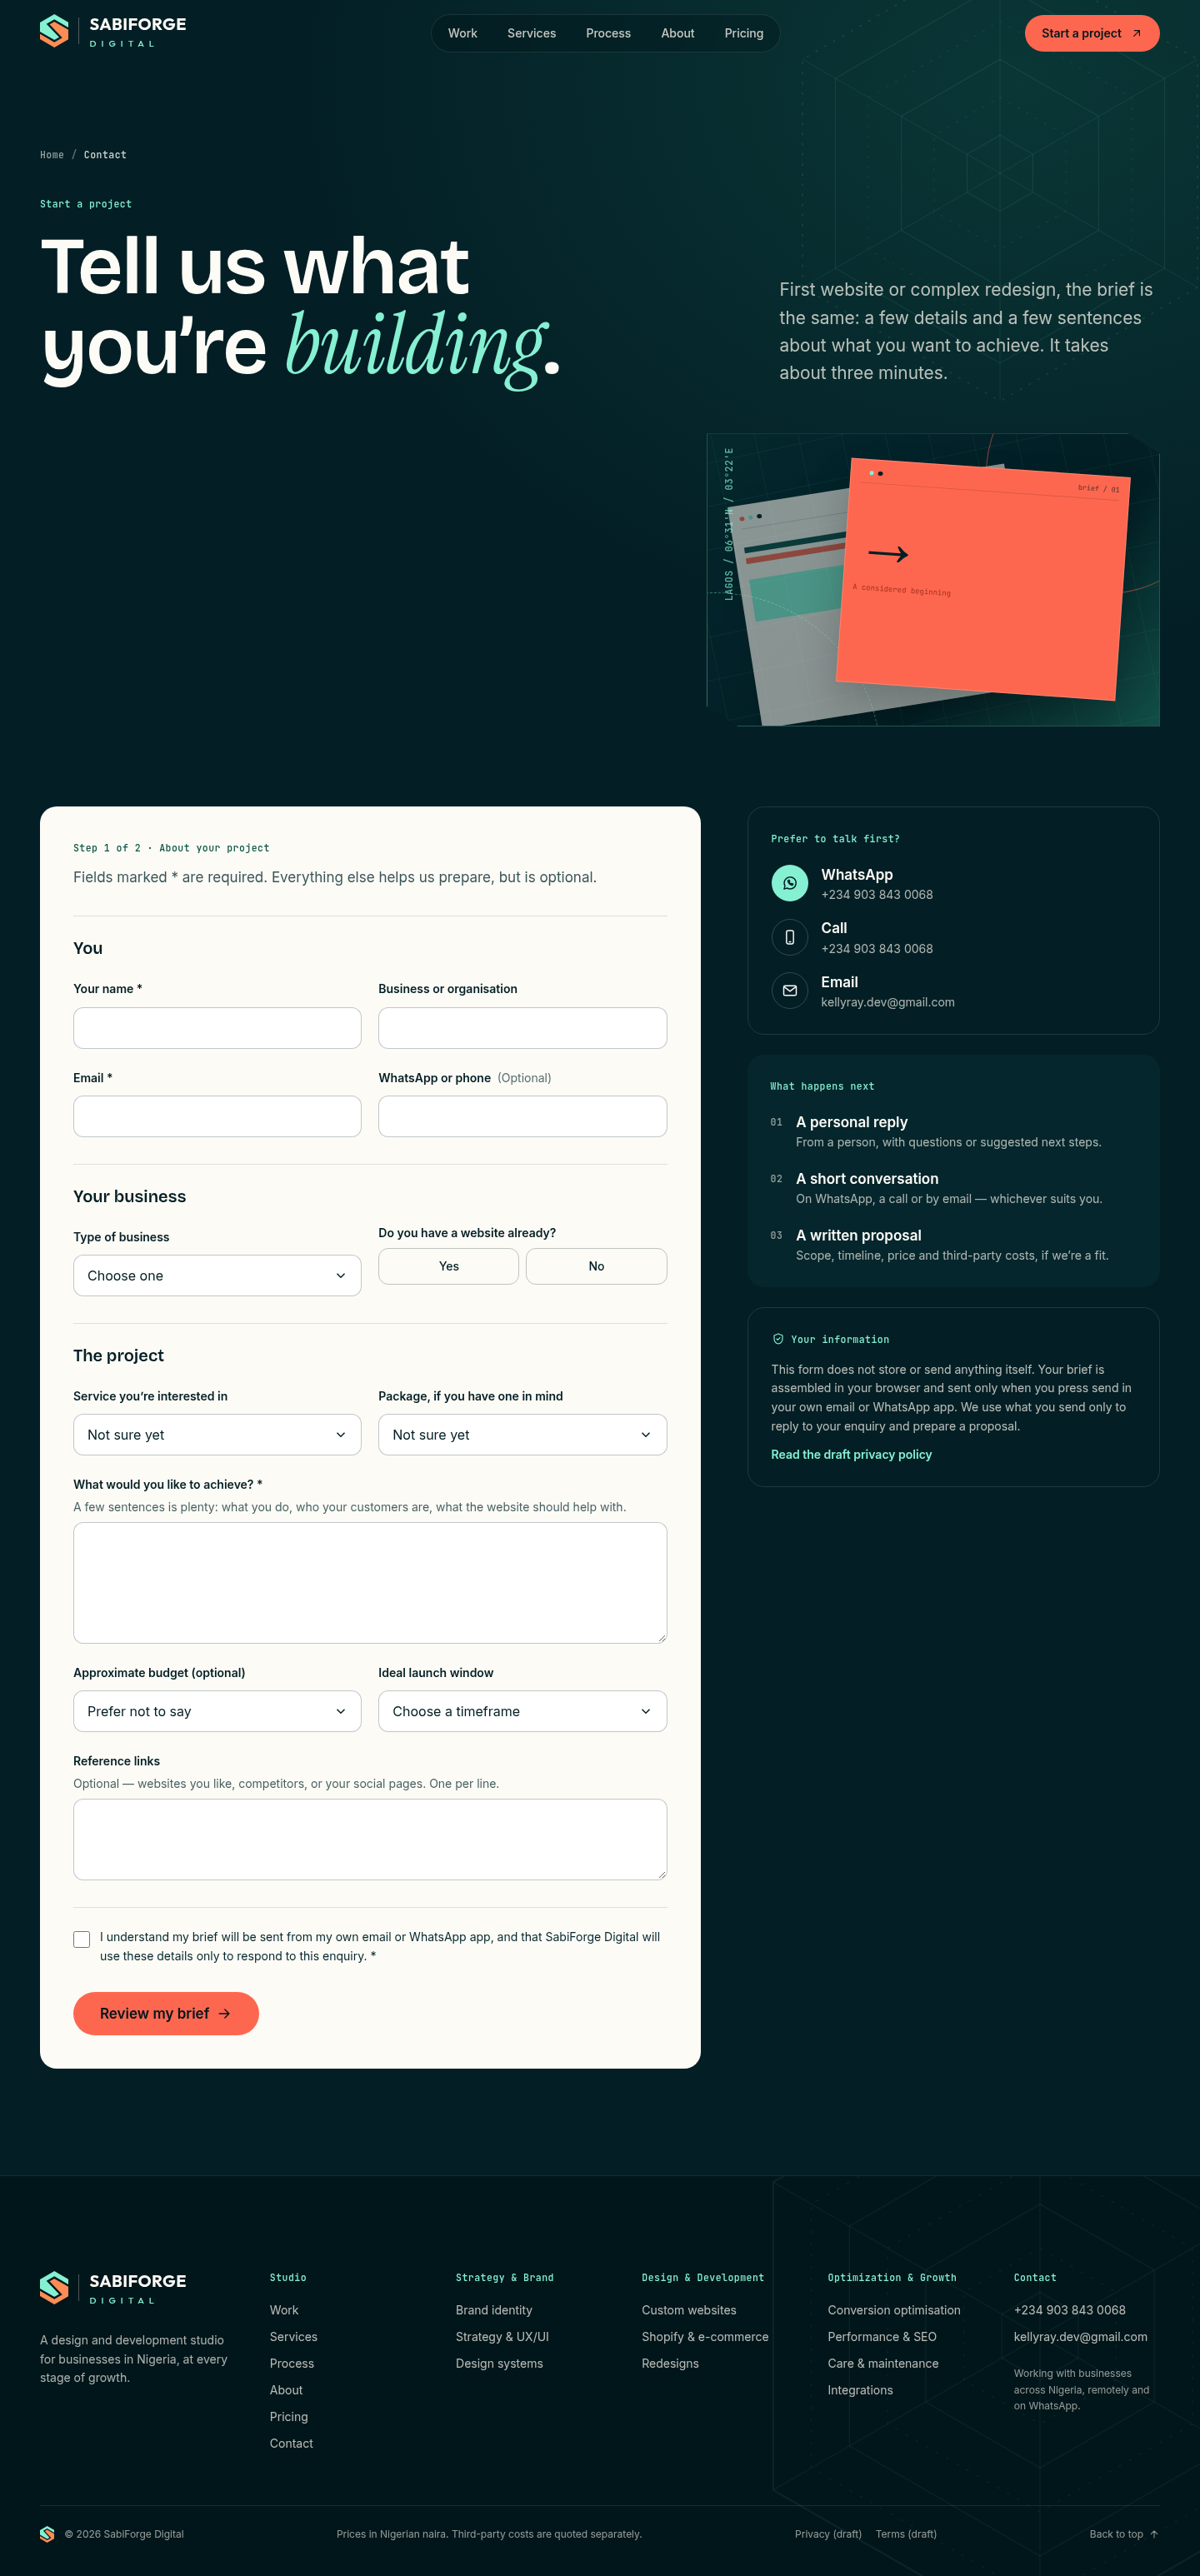 SABIFORGE
DIGITAL
Work
Services
Process
About
Pricing
Start a project
Home / Contact
Start a project
Tell us what
you’re building.
First website or complex redesign, the brief is
the same: a few details and a few sentences
about what you want to achieve. It takes
about three minutes.
LAGOS / 06°31'N / 03°22'E
brief / 01
→
A considered beginning
Step 1 of 2 · About your project
Fields marked * are required. Everything else helps us prepare, but is optional.
You
Your name *
Business or organisation
Email *
WhatsApp or phone (Optional)
Your business
Type of business
Do you have a website already?
Choose one
Yes
No
The project
Service you’re interested in
Package, if you have one in mind
Not sure yet
Not sure yet
What would you like to achieve? *
A few sentences is plenty: what you do, who your customers are, what the website should help with.
Approximate budget (optional)
Ideal launch window
Prefer not to say
Choose a timeframe
Reference links
Optional — websites you like, competitors, or your social pages. One per line.
I understand my brief will be sent from my own email or WhatsApp app, and that SabiForge Digital will
use these details only to respond to this enquiry. *
Review my brief →
Prefer to talk first?
WhatsApp
+234 903 843 0068
Call
+234 903 843 0068
Email
kellyray.dev@gmail.com
What happens next
01 A personal reply
From a person, with questions or suggested next steps.
02 A short conversation
On WhatsApp, a call or by email — whichever suits you.
03 A written proposal
Scope, timeline, price and third-party costs, if we’re a fit.
Your information
This form does not store or send anything itself. Your brief is
assembled in your browser and sent only when you press send in
your own email or WhatsApp app. We use what you send only to
reply to your enquiry and prepare a proposal.
Read the draft privacy policy
SABIFORGE
DIGITAL
A design and development studio
for businesses in Nigeria, at every
stage of growth.
Studio
Work
Services
Process
About
Pricing
Contact
Strategy & Brand
Brand identity
Strategy & UX/UI
Design systems
Design & Development
Custom websites
Shopify & e-commerce
Redesigns
Optimization & Growth
Conversion optimisation
Performance & SEO
Care & maintenance
Integrations
Contact
+234 903 843 0068
kellyray.dev@gmail.com
Working with businesses
across Nigeria, remotely and
on WhatsApp.
© 2026 SabiForge Digital
Prices in Nigerian naira. Third-party costs are quoted separately.
Privacy (draft)
Terms (draft)
Back to top ↑